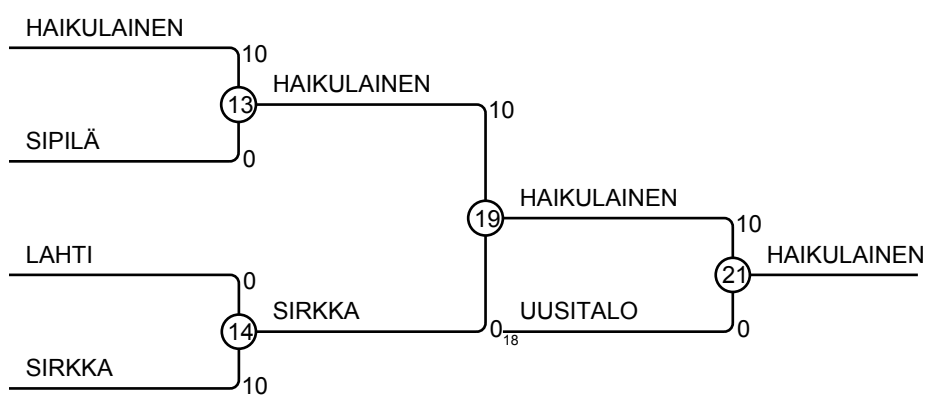 HAIKULAINEN
10
13
HAIKULAINEN
10
SIPILÄ
0
19
HAIKULAINEN
10
LAHTI
0
21
HAIKULAINEN
14
SIRKKA
0
18
UUSITALO
0
SIRKKA
10